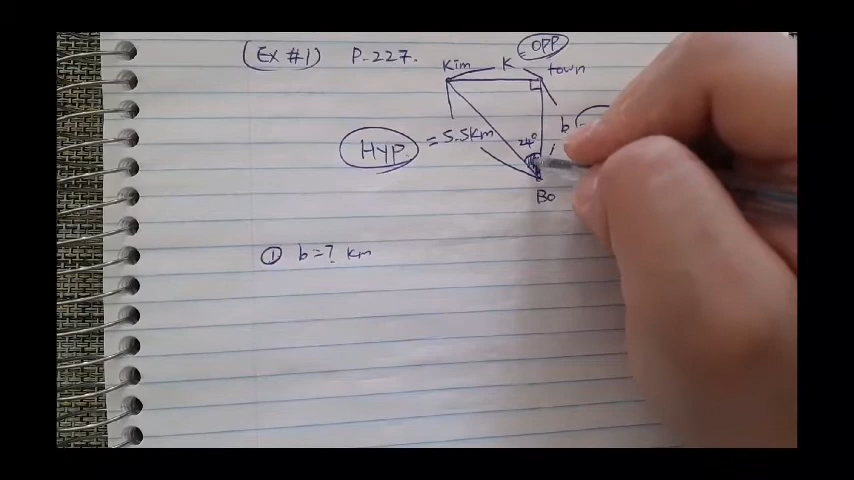 (Ex #1) P.227.
OPP
Kim K town
b
HYP. = 5.5km 24°
Bo
① b=? km